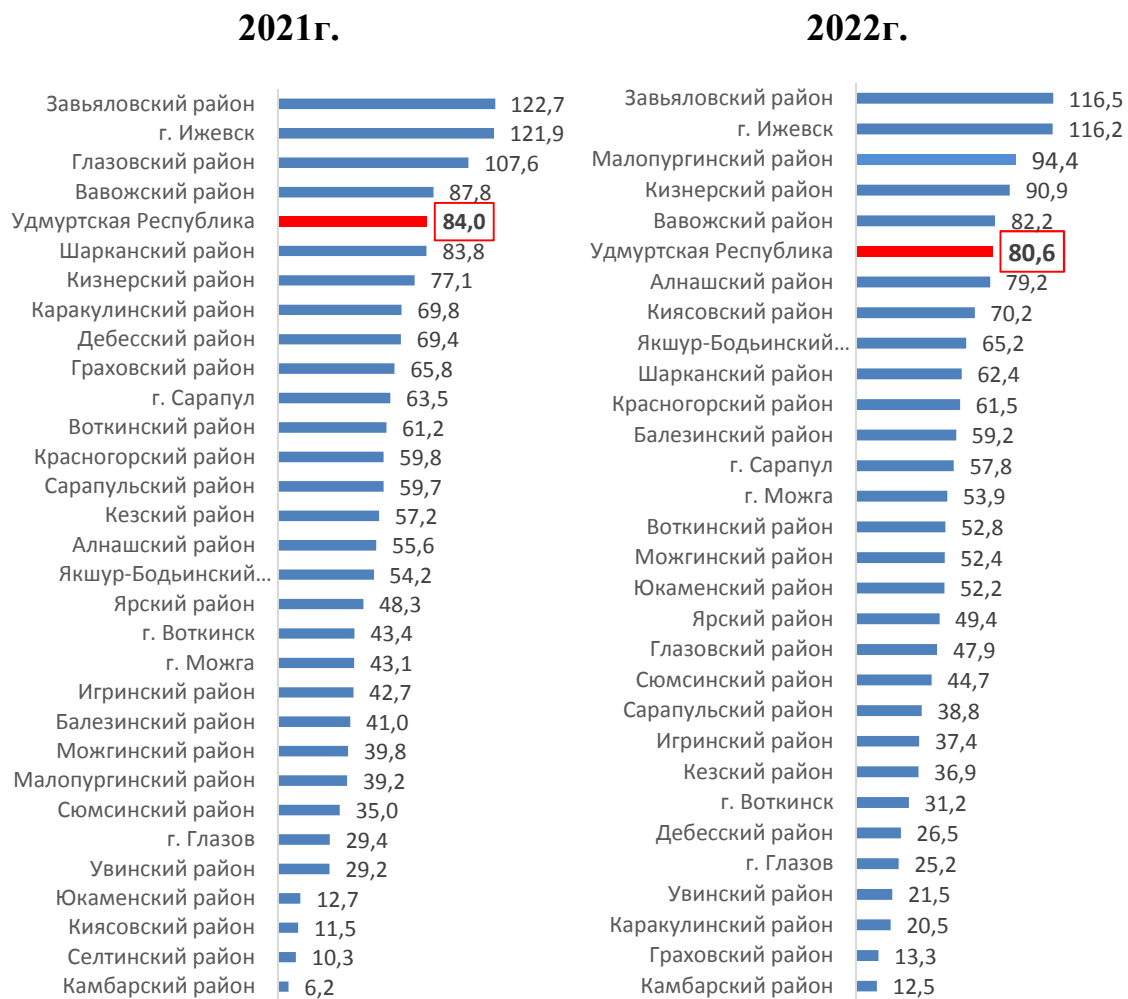 2021г.
Завьяловский район 122,7
г. Ижевск 121,9
Глазовский район 107,6
Вавожский район 87,8
Удмуртская Республика 84,0
Шарканский район 83,8
Кизнерский район 77,1
Каракулинский район 69,8
Дебесский район 69,4
Граховский район 65,8
г. Сарапул 63,5
Воткинский район 61,2
Красногорский район 59,8
Сарапульский район 59,7
Кезский район 57,2
Алнашский район 55,6
Якшур-Бодьинский... 54,2
Ярский район 48,3
г. Воткинск 43,4
г. Можга 43,1
Игринский район 42,7
Балезинский район 41,0
Можгинский район 39,8
Малопургинский район 39,2
Сюмсинский район 35,0
г. Глазов 29,4
Увинский район 29,2
Юкаменский район 12,7
Киясовский район 11,5
Селтинский район 10,3
Камбарский район 6,2
2022г.
Завьяловский район 116,5
г. Ижевск 116,2
Малопургинский район 94,4
Кизнерский район 90,9
Вавожский район 82,2
Удмуртская Республика 80,6
Алнашский район 79,2
Киясовский район 70,2
Якшур-Бодьинский... 65,2
Шарканский район 62,4
Красногорский район 61,5
Балезинский район 59,2
г. Сарапул 57,8
г. Можга 53,9
Воткинский район 52,8
Можгинский район 52,4
Юкаменский район 52,2
Ярский район 49,4
Глазовский район 47,9
Сюмсинский район 44,7
Сарапульский район 38,8
Игринский район 37,4
Кезский район 36,9
г. Воткинск 31,2
Дебесский район 26,5
г. Глазов 25,2
Увинский район 21,5
Каракулинский район 20,5
Граховский район 13,3
Камбарский район 12,5